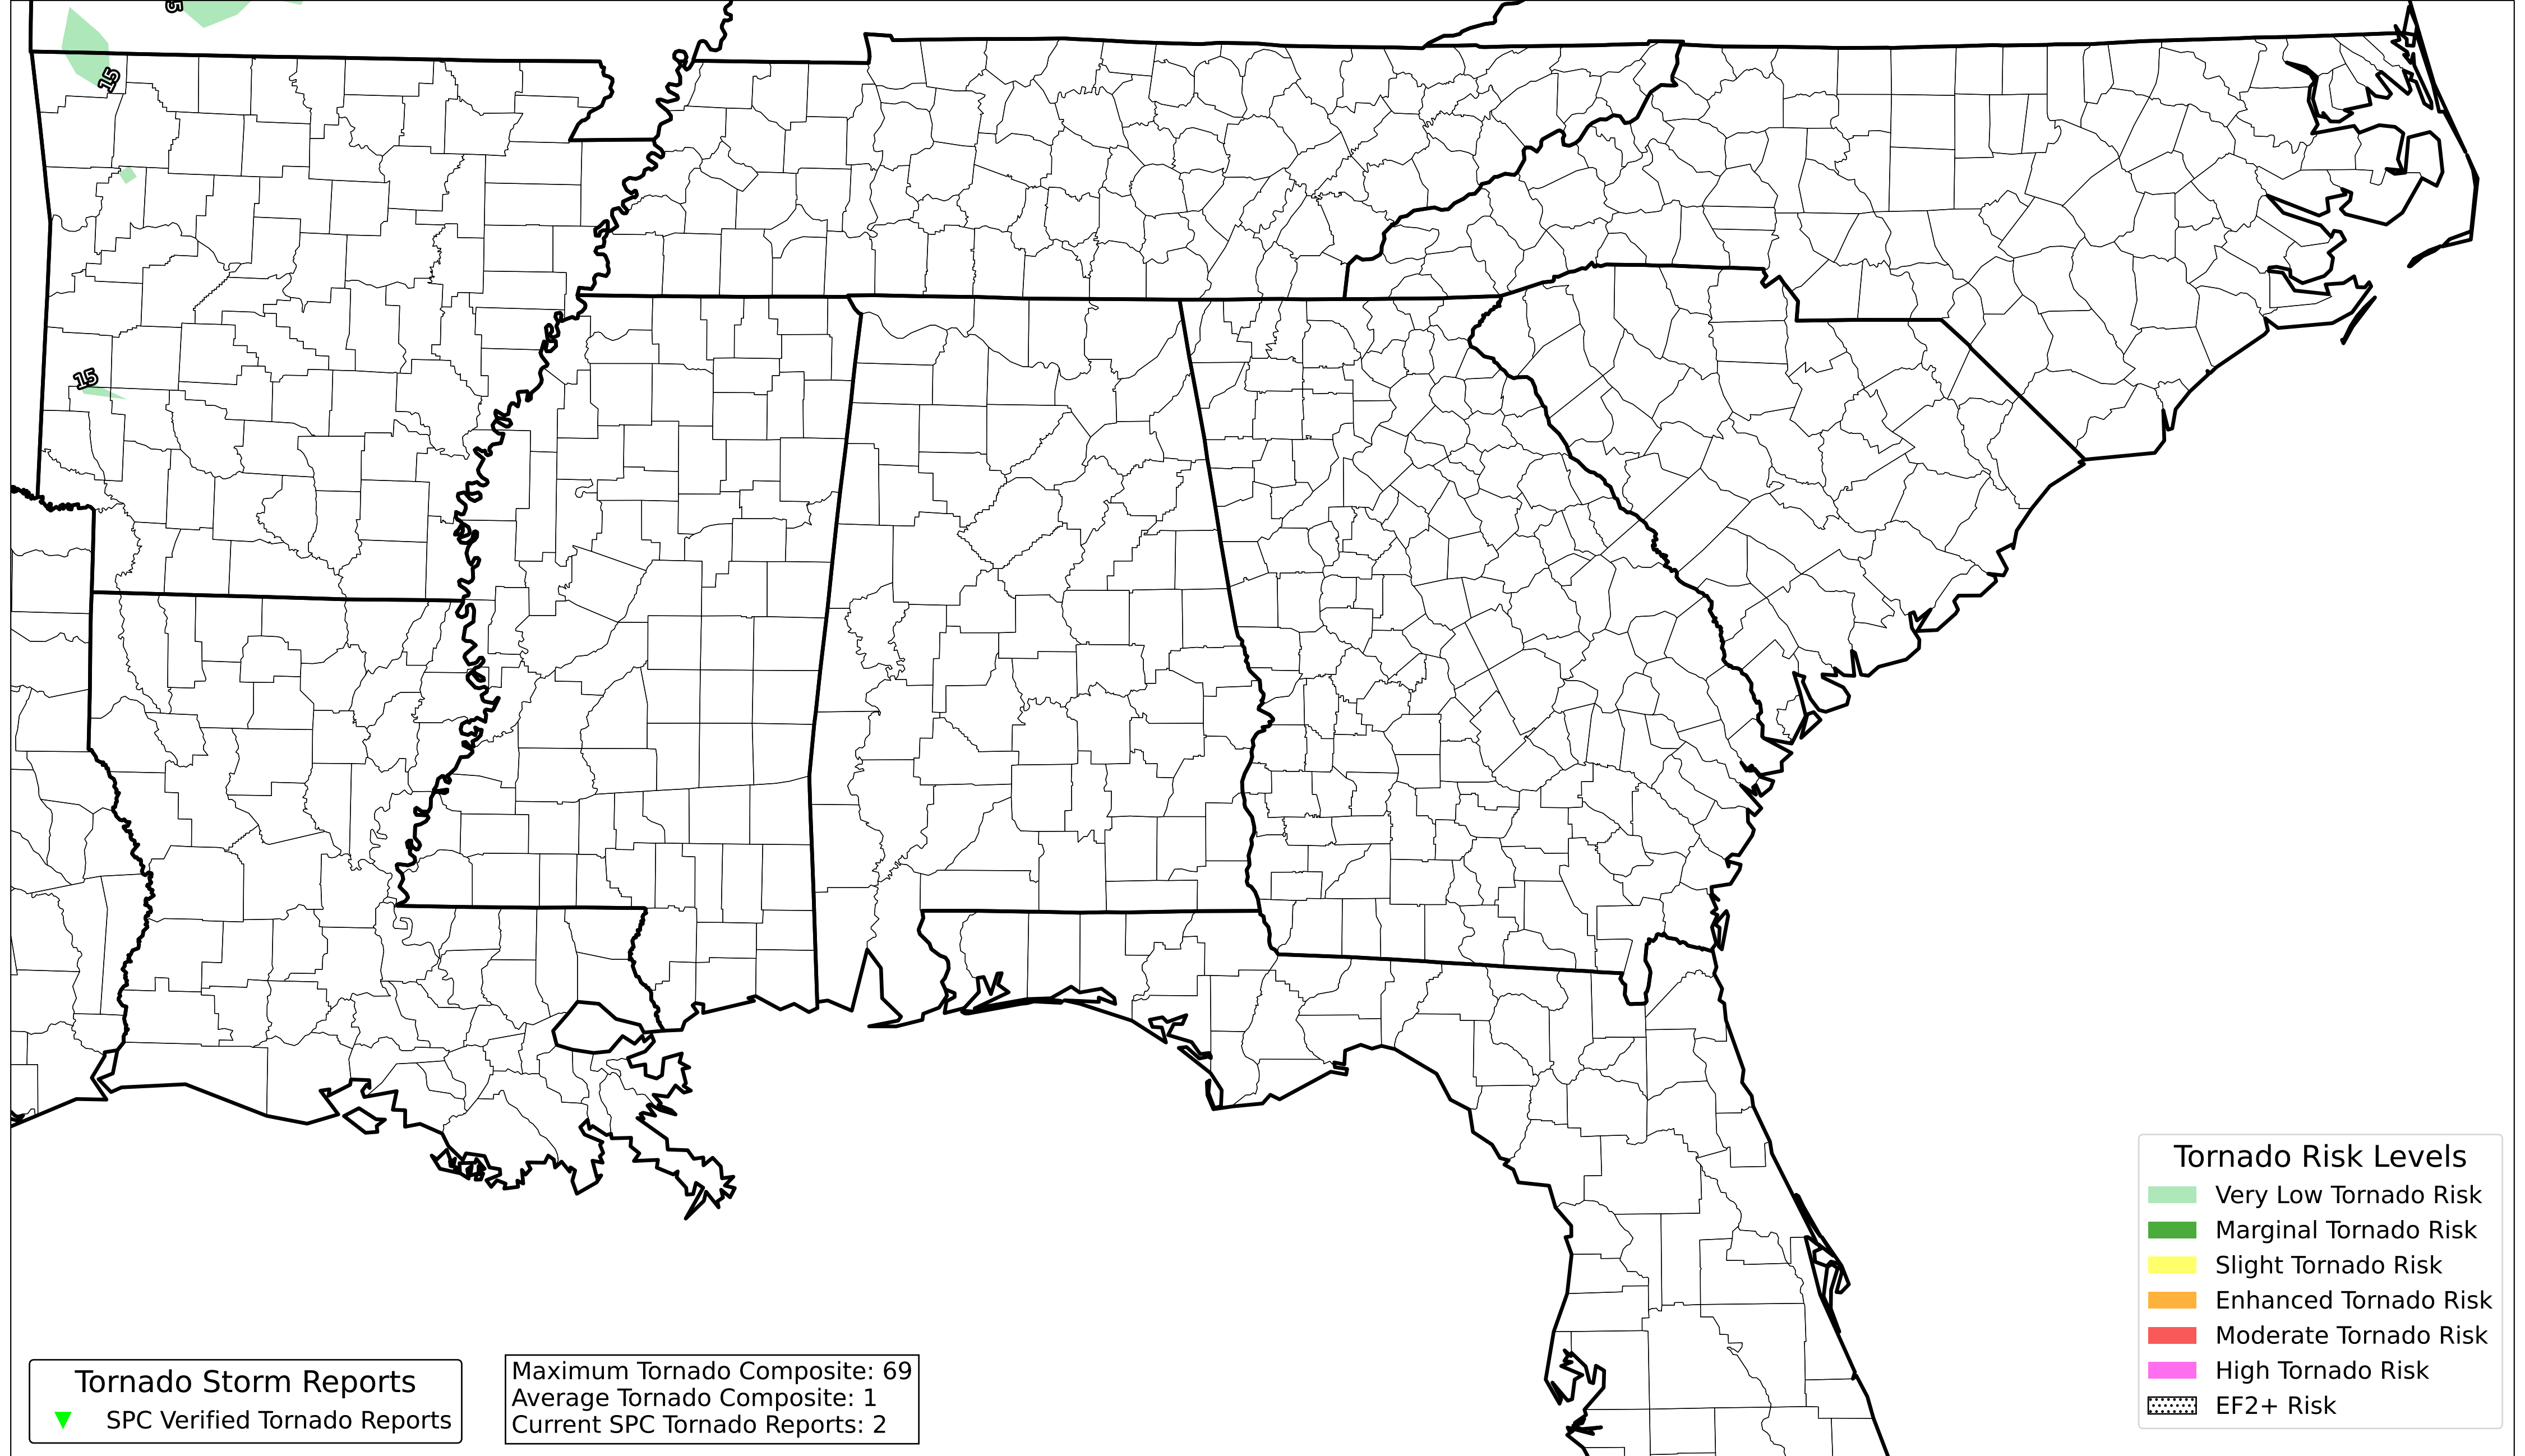 5
15
15
Tornado Risk Levels
Very Low Tornado Risk
Marginal Tornado Risk
Slight Tornado Risk
Enhanced Tornado Risk
Moderate Tornado Risk
High Tornado Risk
EF2+ Risk
Tornado Storm Reports
SPC Verified Tornado Reports
Maximum Tornado Composite: 69
Average Tornado Composite: 1
Current SPC Tornado Reports: 2